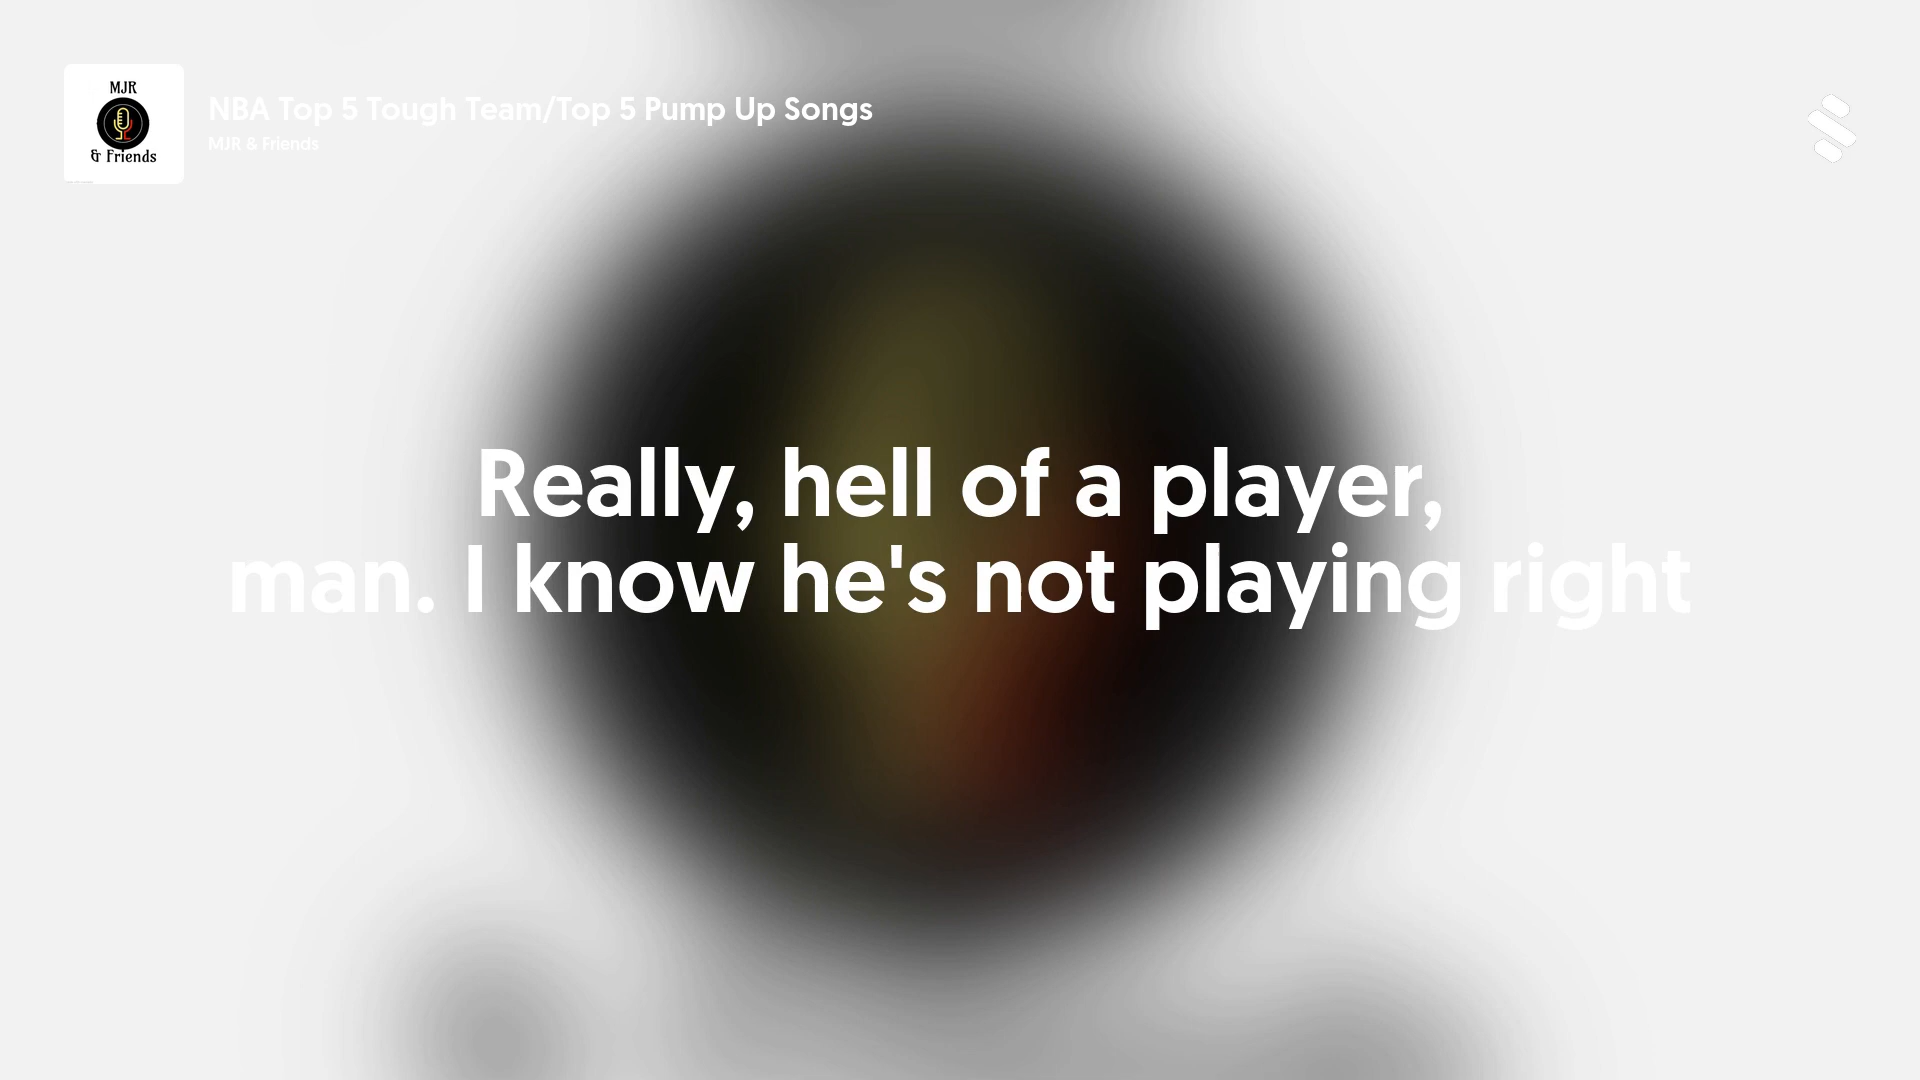 MJR
& Friends
NBA Top 5 Tough Team/Top 5 Pump Up Songs
MJR & Friends
Really, hell of a player,
man. I know he's not playing right